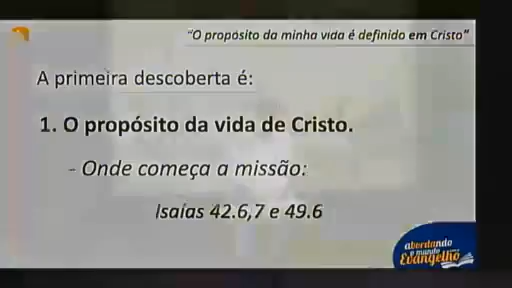 "O propósito da minha vida é definido em Cristo"
A primeira descoberta é:
1. O propósito da vida de Cristo.
- Onde começa a missão:
Isaías 42.6,7 e 49.6
abordando
o mundo
Evangelho